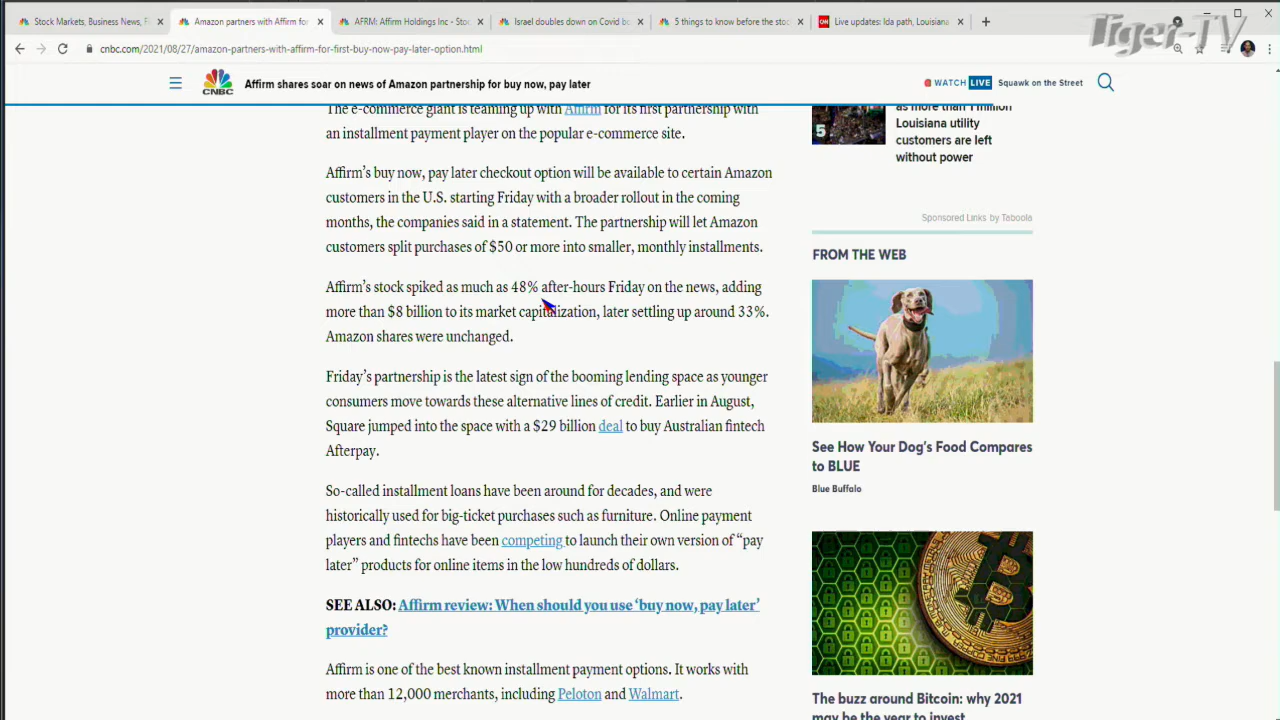 Stock Markets, Business News, F
Amazon partners with Affirm for
AFRM: Affirm Holdings Inc - Stoc
Israel doubles down on Covid bo
5 things to know before the stoc
Live updates: Ida path, Louisiana
Tiger-TV
cnbc.com/2021/08/27/amazon-partners-with-affirm-for-first-buy-now-pay-later-option.html
CNBC
Affirm shares soar on news of Amazon partnership for buy now, pay later
WATCH LIVE
Squawk on the Street
The e-commerce giant is teaming up with Affirm for its first partnership with
an installment payment player on the popular e-commerce site.
Affirm's buy now, pay later checkout option will be available to certain Amazon
customers in the U.S. starting Friday with a broader rollout in the coming
months, the companies said in a statement. The partnership will let Amazon
customers split purchases of $50 or more into smaller, monthly installments.
Affirm's stock spiked as much as 48% after-hours Friday on the news, adding
more than $8 billion to its market capitalization, later settling up around 33%.
Amazon shares were unchanged.
Friday's partnership is the latest sign of the booming lending space as younger
consumers move towards these alternative lines of credit. Earlier in August,
Square jumped into the space with a $29 billion deal to buy Australian fintech
Afterpay.
So-called installment loans have been around for decades, and were
historically used for big-ticket purchases such as furniture. Online payment
players and fintechs have been competing to launch their own version of “pay
later” products for online items in the low hundreds of dollars.
SEE ALSO: Affirm review: When should you use ‘buy now, pay later’
provider?
Affirm is one of the best known installment payment options. It works with
more than 12,000 merchants, including Peloton and Walmart.
5
as more than 1 million
Louisiana utility
customers are left
without power
Sponsored Links by Taboola
FROM THE WEB
See How Your Dog's Food Compares
to BLUE
Blue Buffalo
The buzz around Bitcoin: why 2021
may be the year to invest